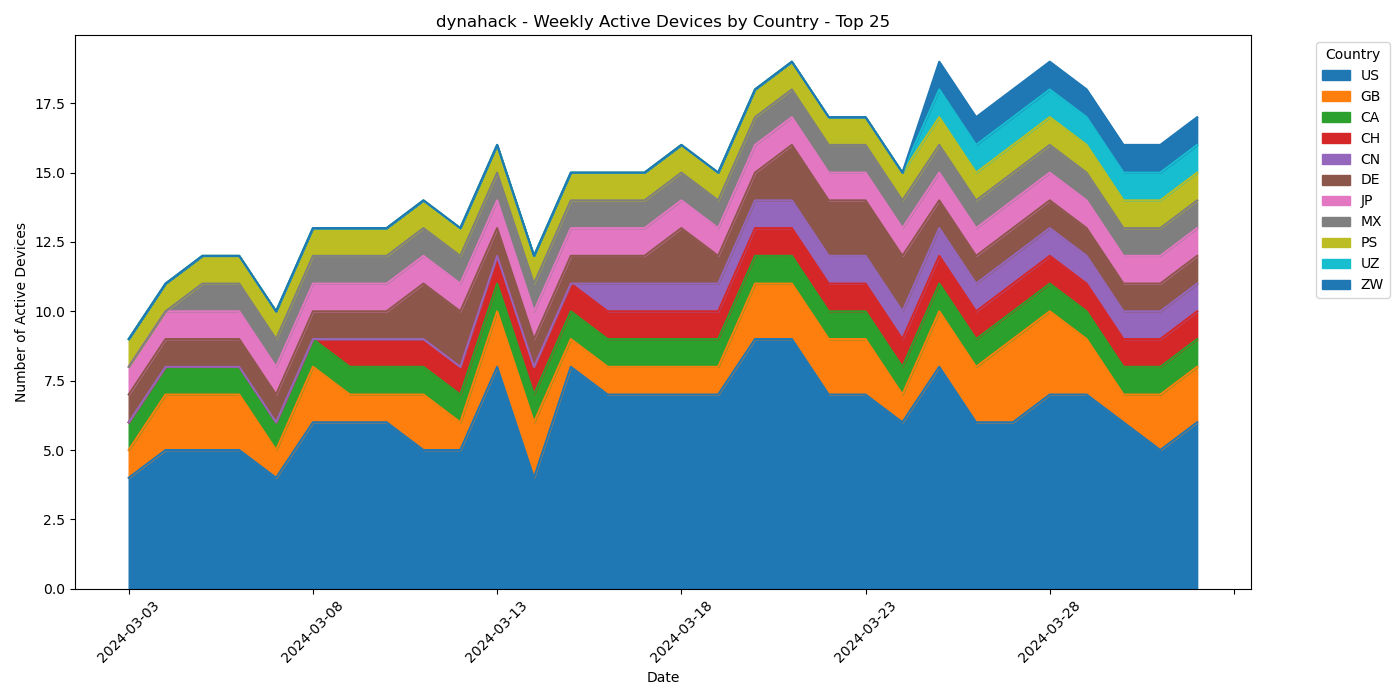 dynahack - Weekly Active Devices by Country - Top 25
Number of Active Devices
17.5
15.0
12.5
10.0
7.5
5.0
2.5
0.0
2024-03-03
2024-03-08
2024-03-13
2024-03-18
2024-03-23
2024-03-28
Date
Country
US
GB
CA
CH
CN
DE
JP
MX
PS
UZ
ZW